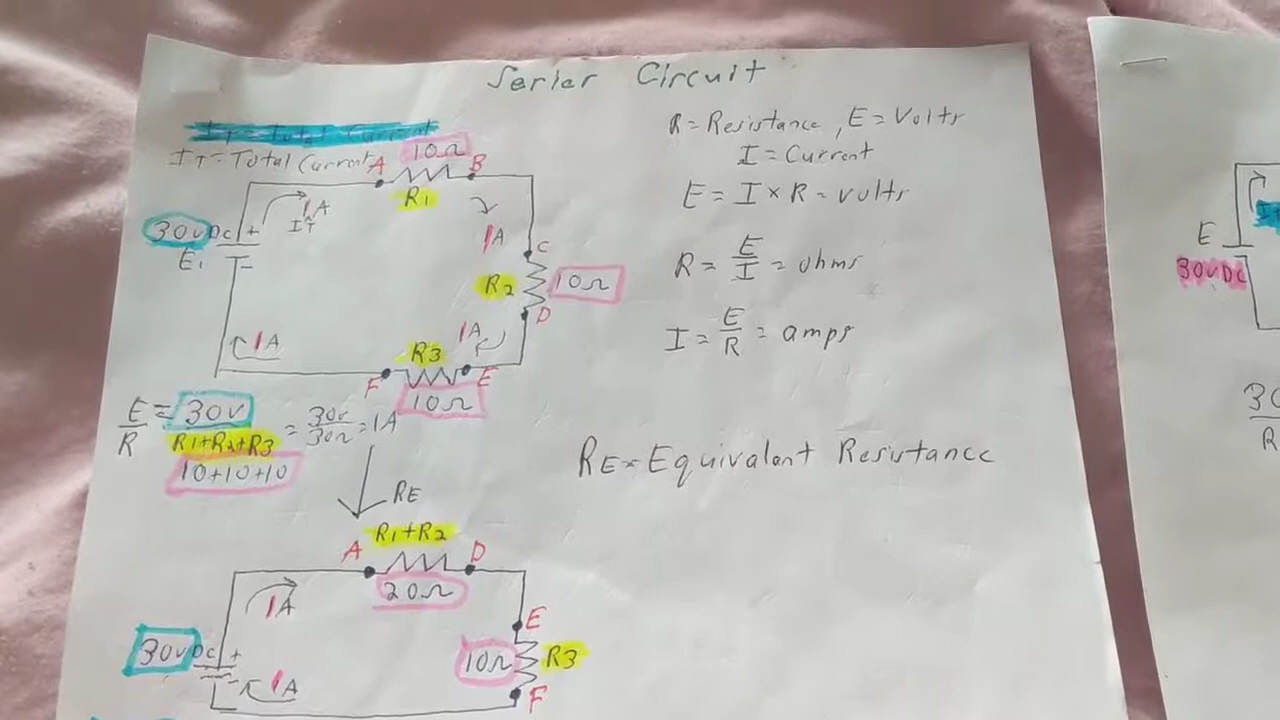 Series Circuit
IT = Total Current
IT = Total Current
R = Resistance, E = Volts
I = Current
E = I × R = volts
R = E/I = ohms
I = E/R = amps
A 10Ω B
R1
30vDc +
E1 -
1A
IT
1A
C
R2 10Ω
D
1A
1A
R3
F E
10Ω
E/R = 30v / R1+R2+R3 = 30v/30Ω = 1A
10+10+10
RE
RE = Equivalent Resistance
R1+R2
A D
20Ω
1A
E
30vDc +
-
10Ω R3
1A
F
E
30vDC